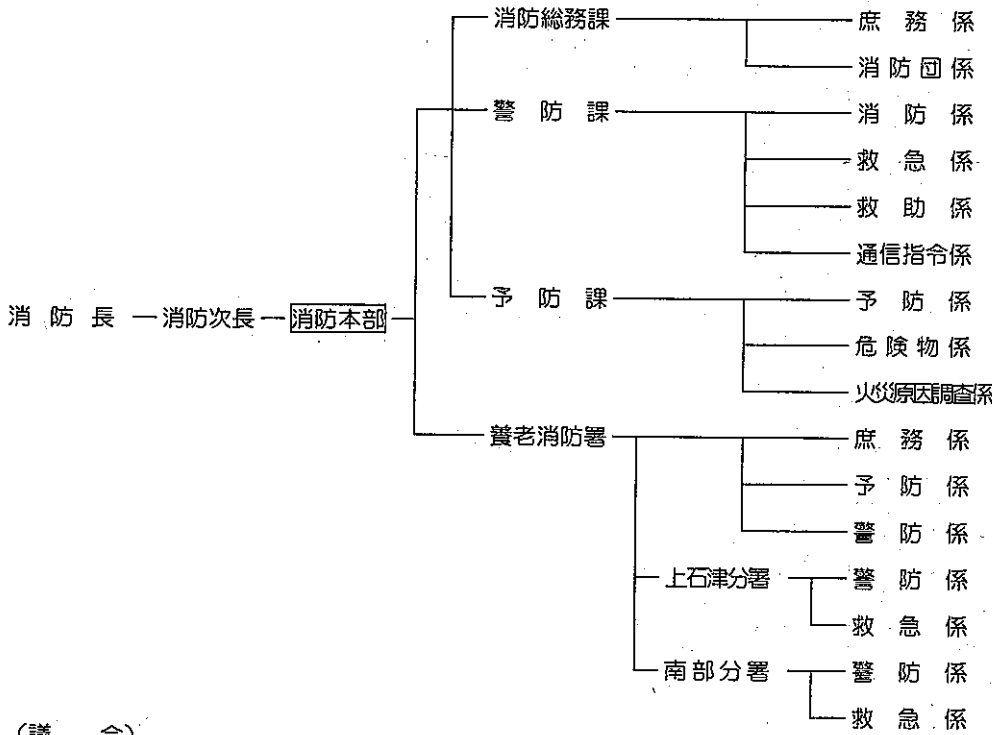 消防総務課 庶務係
消防団係
警防課 消防係
救急係
救助係
通信指令係
予防課 予防係
消防長 消防次長 消防本部
危険物係
火災原因調査係
養老消防署 庶務係
予防係
警防係
上石津分署 警防係
救急係
南部分署 警防係
救急係
(議 会)